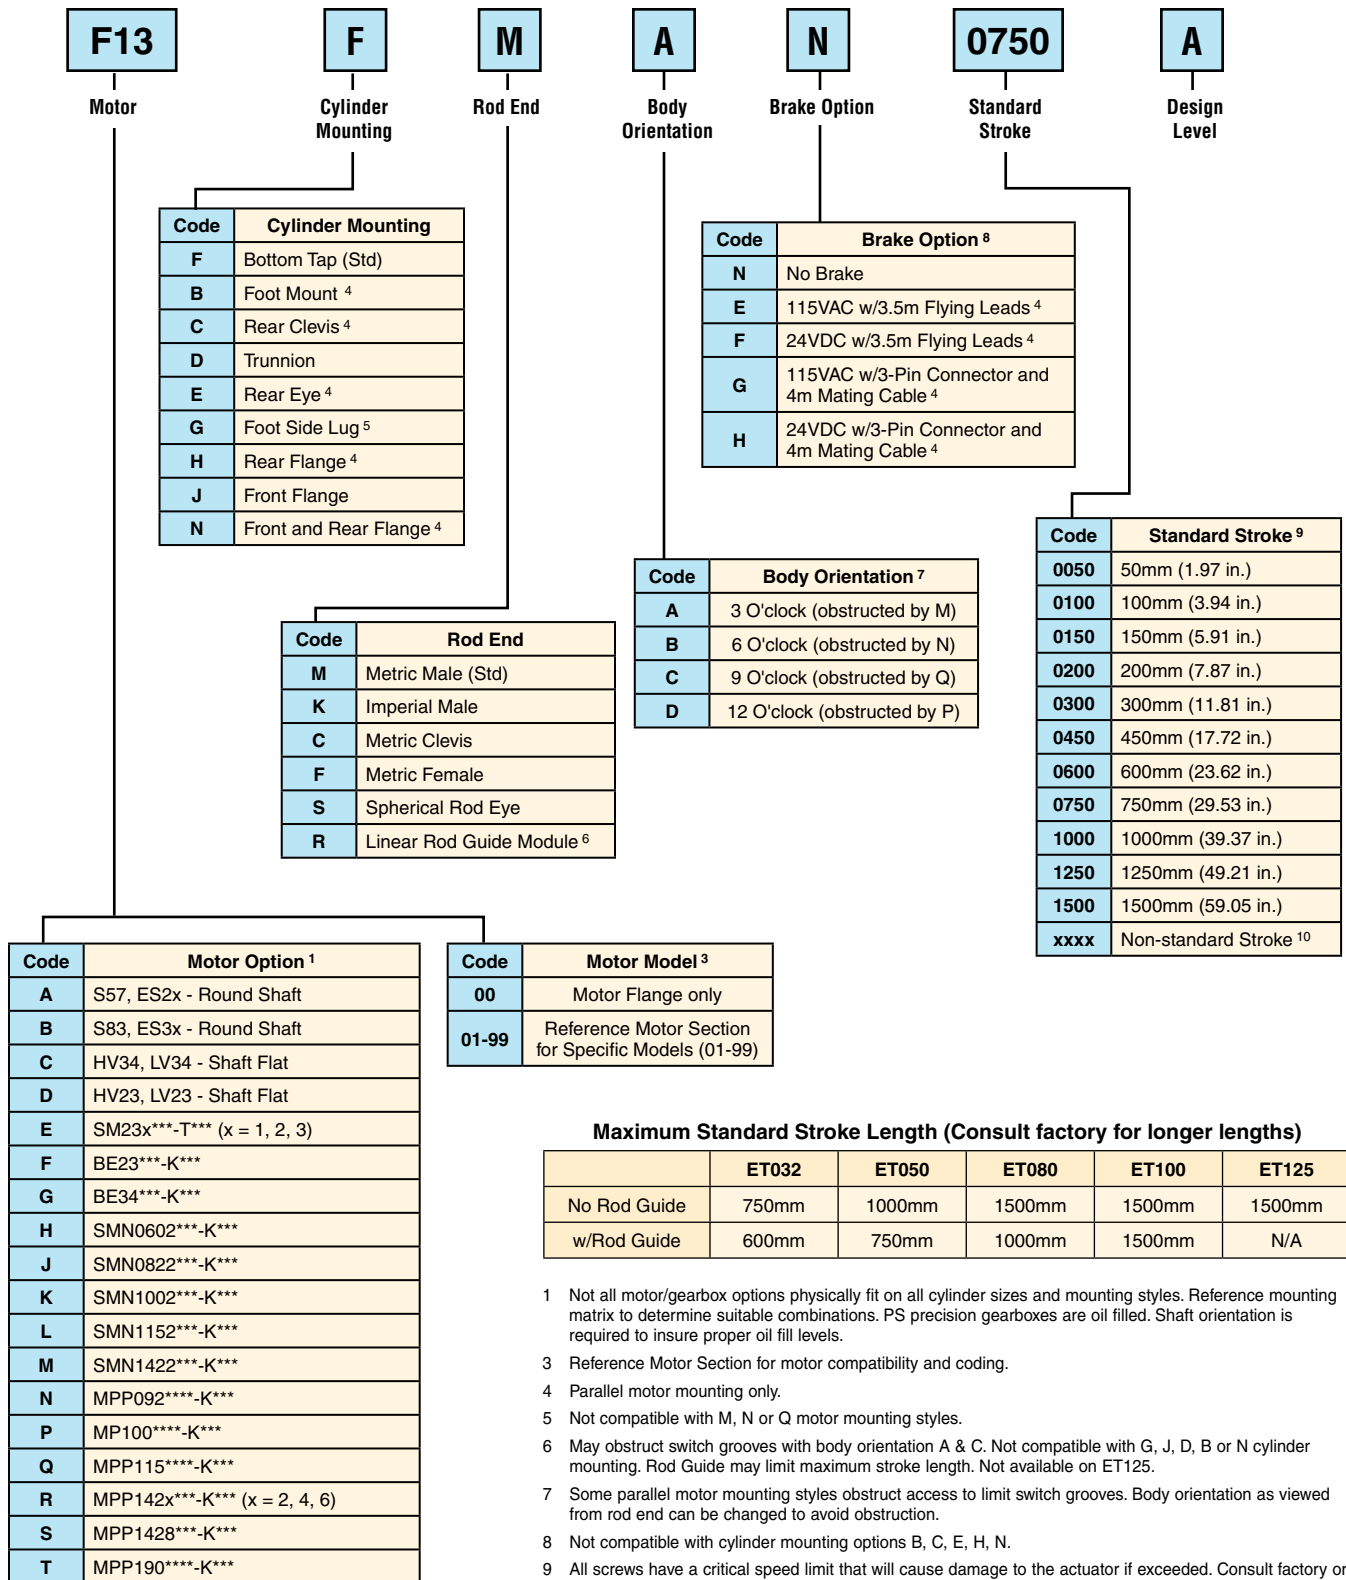 F13 F M A N 0750 A
Motor
Cylinder
Mounting
Rod End
Body
Orientation
Brake Option
Standard
Stroke
Design
Level
Code Cylinder Mounting
F Bottom Tap (Std)
B Foot Mount 4
C Rear Clevis 4
D Trunnion
E Rear Eye 4
G Foot Side Lug 5
H Rear Flange 4
J Front Flange
N Front and Rear Flange 4
Code Brake Option 8
N No Brake
E 115VAC w/3.5m Flying Leads 4
F 24VDC w/3.5m Flying Leads 4
G 115VAC w/3-Pin Connector and
4m Mating Cable 4
H 24VDC w/3-Pin Connector and
4m Mating Cable 4
Code Standard Stroke 9
0050 50mm (1.97 in.)
0100 100mm (3.94 in.)
0150 150mm (5.91 in.)
0200 200mm (7.87 in.)
0300 300mm (11.81 in.)
0450 450mm (17.72 in.)
0600 600mm (23.62 in.)
0750 750mm (29.53 in.)
1000 1000mm (39.37 in.)
1250 1250mm (49.21 in.)
1500 1500mm (59.05 in.)
xxxx Non-standard Stroke 10
Code Body Orientation 7
A 3 O'clock (obstructed by M)
B 6 O'clock (obstructed by N)
C 9 O'clock (obstructed by Q)
D 12 O'clock (obstructed by P)
Code Rod End
M Metric Male (Std)
K Imperial Male
C Metric Clevis
F Metric Female
S Spherical Rod Eye
R Linear Rod Guide Module 6
Code Motor Option 1
A S57, ES2x - Round Shaft
B S83, ES3x - Round Shaft
C HV34, LV34 - Shaft Flat
D HV23, LV23 - Shaft Flat
E SM23x***-T*** (x = 1, 2, 3)
F BE23***-K***
G BE34***-K***
H SMN0602***-K***
J SMN0822***-K***
K SMN1002***-K***
L SMN1152***-K***
M SMN1422***-K***
N MPP092****-K***
P MP100****-K***
Q MPP115****-K***
R MPP142x***-K*** (x = 2, 4, 6)
S MPP1428***-K***
T MPP190****-K***
Code Motor Model 3
00 Motor Flange only
01-99 Reference Motor Section
for Specific Models (01-99)
Maximum Standard Stroke Length (Consult factory for longer lengths)
ET032 ET050 ET080 ET100 ET125
No Rod Guide 750mm 1000mm 1500mm 1500mm 1500mm
w/Rod Guide 600mm 750mm 1000mm 1500mm N/A
1 Not all motor/gearbox options physically fit on all cylinder sizes and mounting styles. Reference mounting
matrix to determine suitable combinations. PS precision gearboxes are oil filled. Shaft orientation is
required to insure proper oil fill levels.
3 Reference Motor Section for motor compatibility and coding.
4 Parallel motor mounting only.
5 Not compatible with M, N or Q motor mounting styles.
6 May obstruct switch grooves with body orientation A & C. Not compatible with G, J, D, B or N cylinder
mounting. Rod Guide may limit maximum stroke length. Not available on ET125.
7 Some parallel motor mounting styles obstruct access to limit switch grooves. Body orientation as viewed
from rod end can be changed to avoid obstruction.
8 Not compatible with cylinder mounting options B, C, E, H, N.
9 All screws have a critical speed limit that will cause damage to the actuator if exceeded. Consult factory or